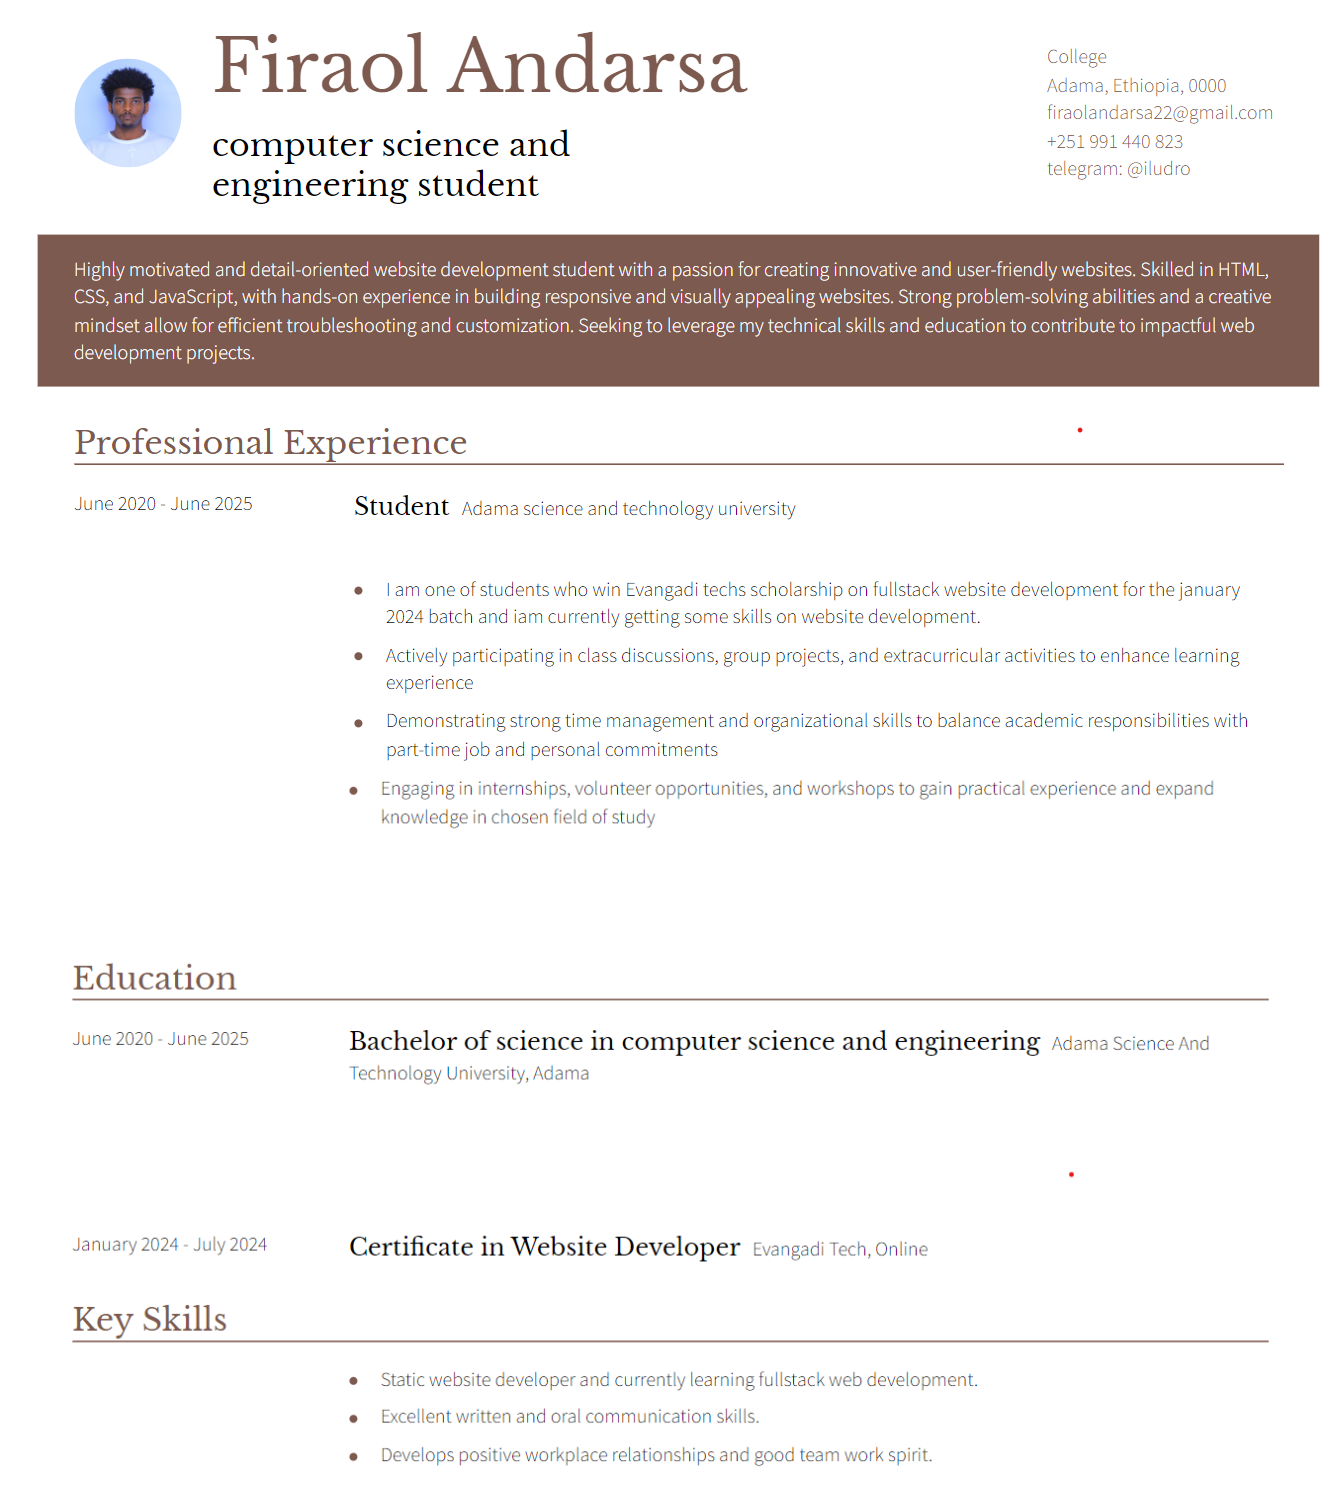 Firaol Andarsa
computer science and
engineering student
College
Adama, Ethiopia, 0000
firaolandarsa22@gmail.com
+251 991 440 823
telegram: @iludro
Highly motivated and detail-oriented website development student with a passion for creating innovative and user-friendly websites. Skilled in HTML,
CSS, and JavaScript, with hands-on experience in building responsive and visually appealing websites. Strong problem-solving abilities and a creative
mindset allow for efficient troubleshooting and customization. Seeking to leverage my technical skills and education to contribute to impactful web
development projects.
Professional Experience
June 2020 - June 2025
Student Adama science and technology university
I am one of students who win Evangadi techs scholarship on fullstack website development for the january
2024 batch and iam currently getting some skills on website development.
Actively participating in class discussions, group projects, and extracurricular activities to enhance learning
experience
Demonstrating strong time management and organizational skills to balance academic responsibilities with
part-time job and personal commitments
Engaging in internships, volunteer opportunities, and workshops to gain practical experience and expand
knowledge in chosen field of study
Education
June 2020 - June 2025
Bachelor of science in computer science and engineering Adama Science And
Technology University, Adama
January 2024 - July 2024
Certificate in Website Developer Evangadi Tech, Online
Key Skills
Static website developer and currently learning fullstack web development.
Excellent written and oral communication skills.
Develops positive workplace relationships and good team work spirit.